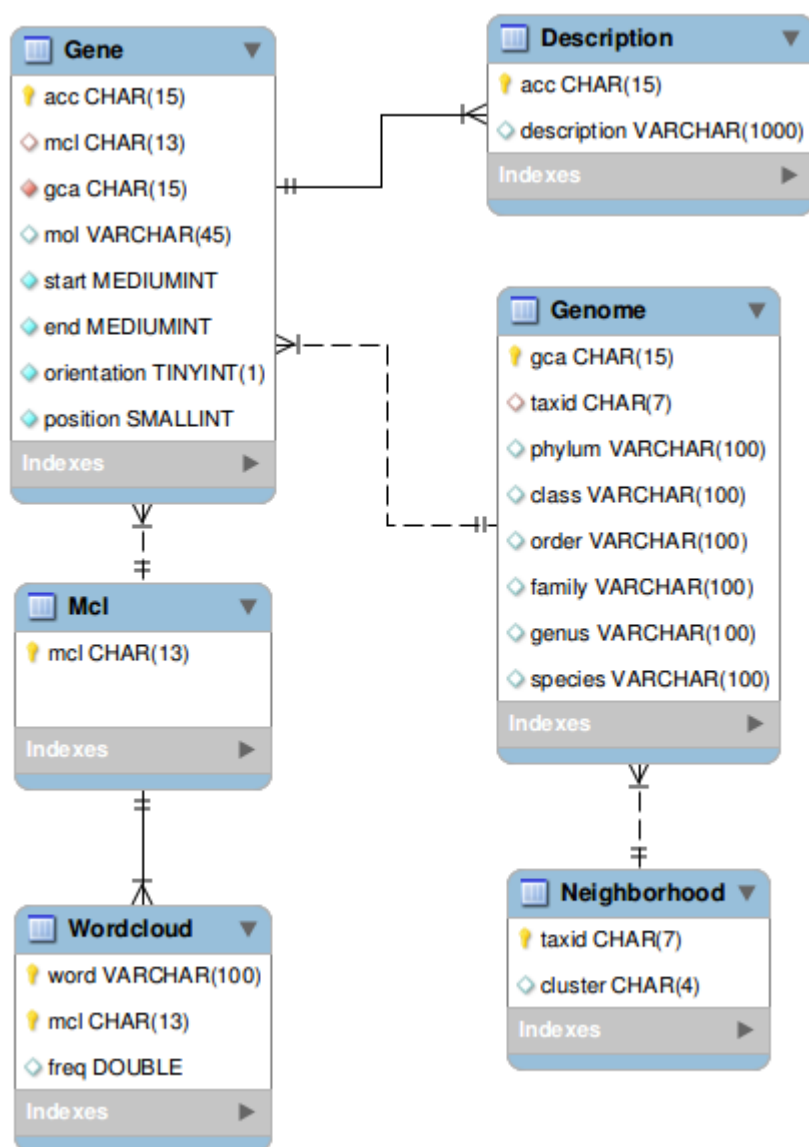 Gene
acc CHAR(15)
mcl CHAR(13)
gca CHAR(15)
mol VARCHAR(45)
start MEDIUMINT
end MEDIUMINT
orientation TINYINT(1)
position SMALLINT
Indexes
Description
acc CHAR(15)
description VARCHAR(1000)
Indexes
Genome
gca CHAR(15)
taxid CHAR(7)
phylum VARCHAR(100)
class VARCHAR(100)
order VARCHAR(100)
family VARCHAR(100)
genus VARCHAR(100)
species VARCHAR(100)
Indexes
Mcl
mcl CHAR(13)
Indexes
Wordcloud
word VARCHAR(100)
mcl CHAR(13)
freq DOUBLE
Indexes
Neighborhood
taxid CHAR(7)
cluster CHAR(4)
Indexes